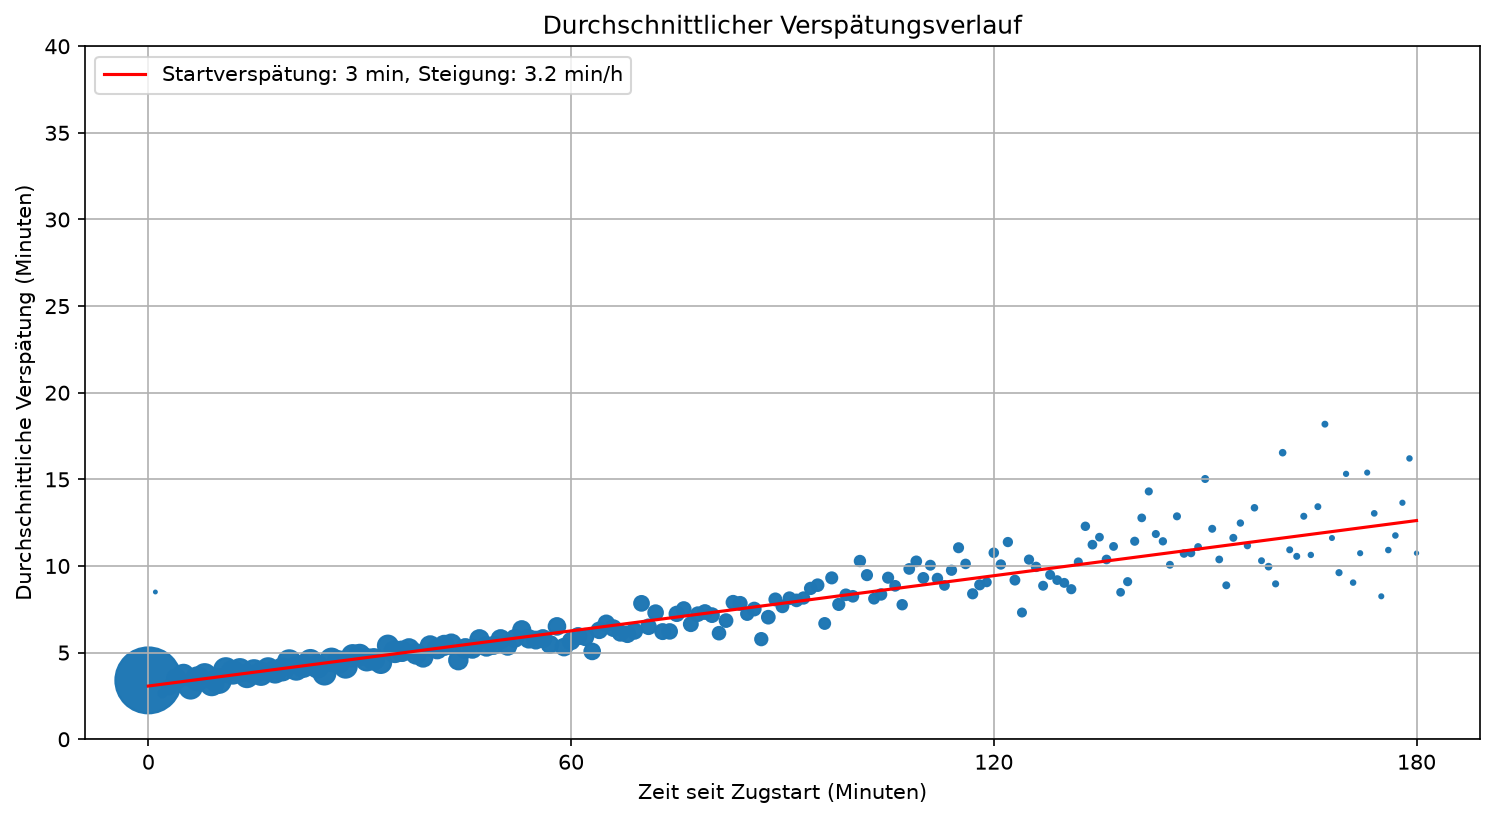 Durchschnittlicher Verspätungsverlauf
Startverspätung: 3 min, Steigung: 3.2 min/h
Durchschnittliche Verspätung (Minuten)
40
35
30
25
20
15
10
5
0
0 60 120 180
Zeit seit Zugstart (Minuten)